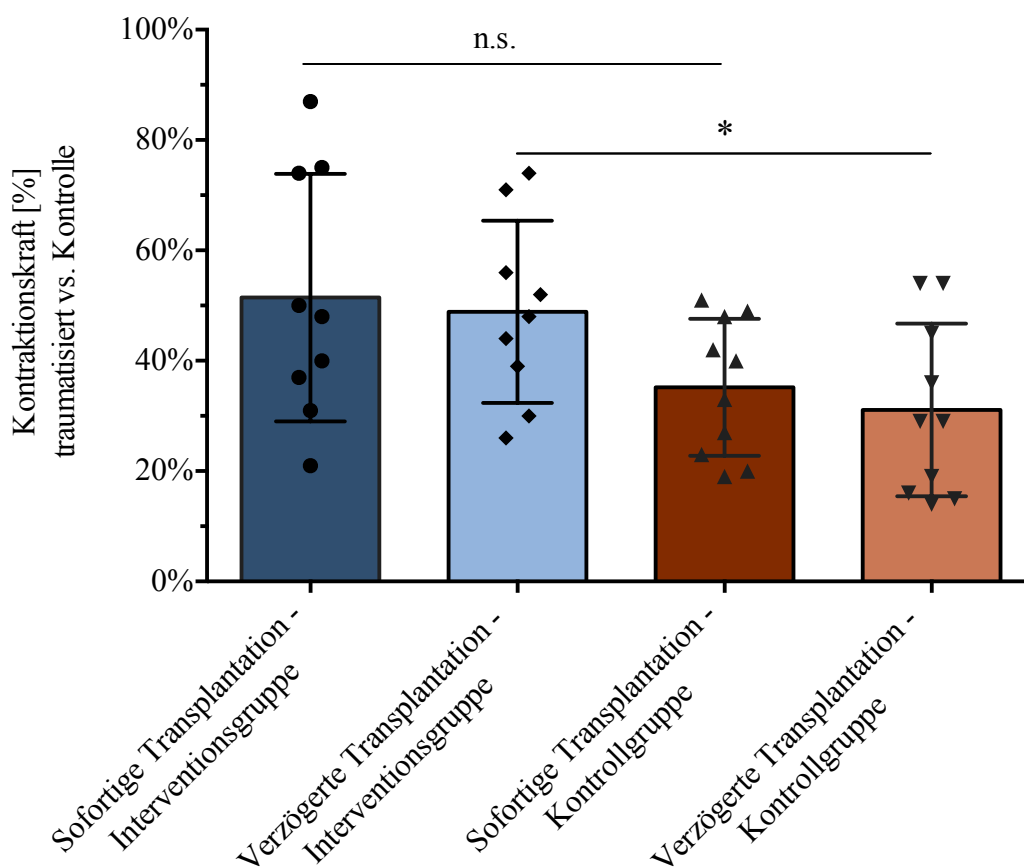 100%
80%
60%
40%
20%
0%
Kontraktionskraft [%]
traumatisiert vs. Kontrolle
n.s.
*
Sofortige Transplantation -
Interventionsgruppe
Verzögerte Transplantation -
Interventionsgruppe
Sofortige Transplantation -
Kontrollgruppe
Verzögerte Transplantation -
Kontrollgruppe